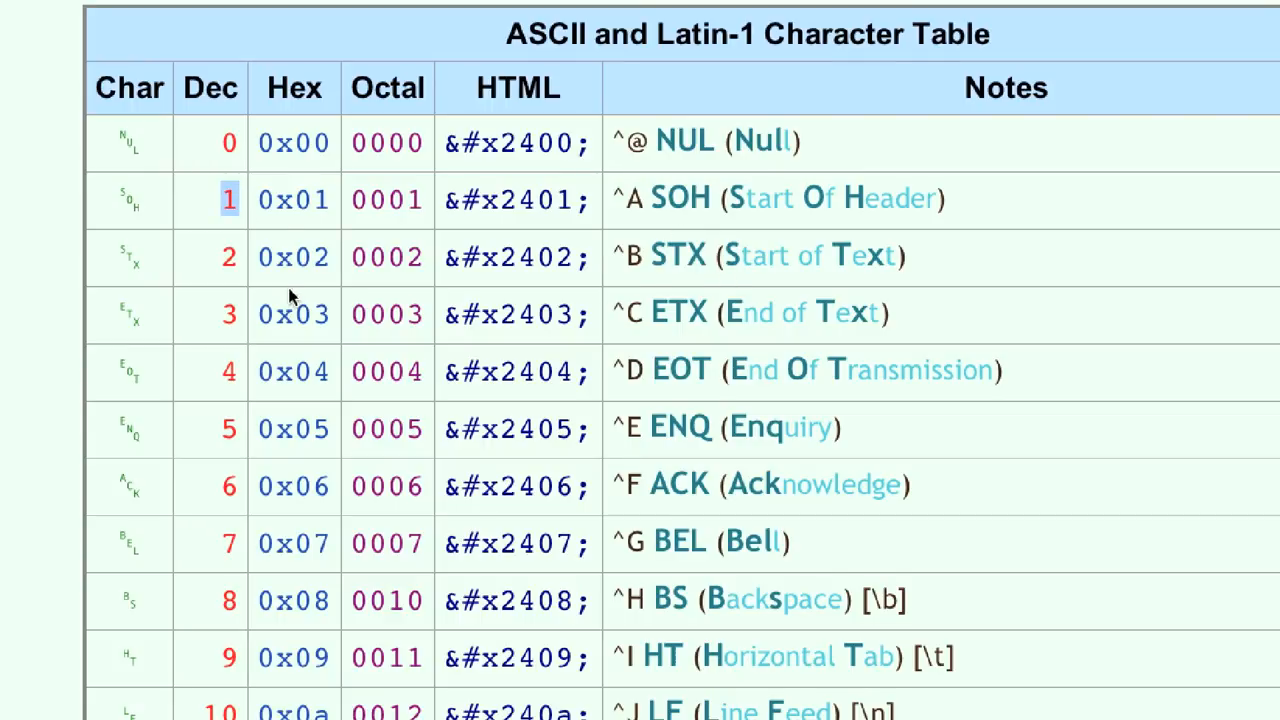 ASCII and Latin-1 Character Table
Char Dec Hex Octal HTML Notes
NUL 0 0x00 0000 &#x2400; ^@ NUL (Null)
SOH 1 0x01 0001 &#x2401; ^A SOH (Start Of Header)
STX 2 0x02 0002 &#x2402; ^B STX (Start of Text)
ETX 3 0x03 0003 &#x2403; ^C ETX (End of Text)
EOT 4 0x04 0004 &#x2404; ^D EOT (End Of Transmission)
ENQ 5 0x05 0005 &#x2405; ^E ENQ (Enquiry)
ACK 6 0x06 0006 &#x2406; ^F ACK (Acknowledge)
BEL 7 0x07 0007 &#x2407; ^G BEL (Bell)
BS 8 0x08 0010 &#x2408; ^H BS (Backspace) [\b]
HT 9 0x09 0011 &#x2409; ^I HT (Horizontal Tab) [\t]
LF 10 0x0a 0012 &#x240a; ^J LF (Line Feed) [\n]